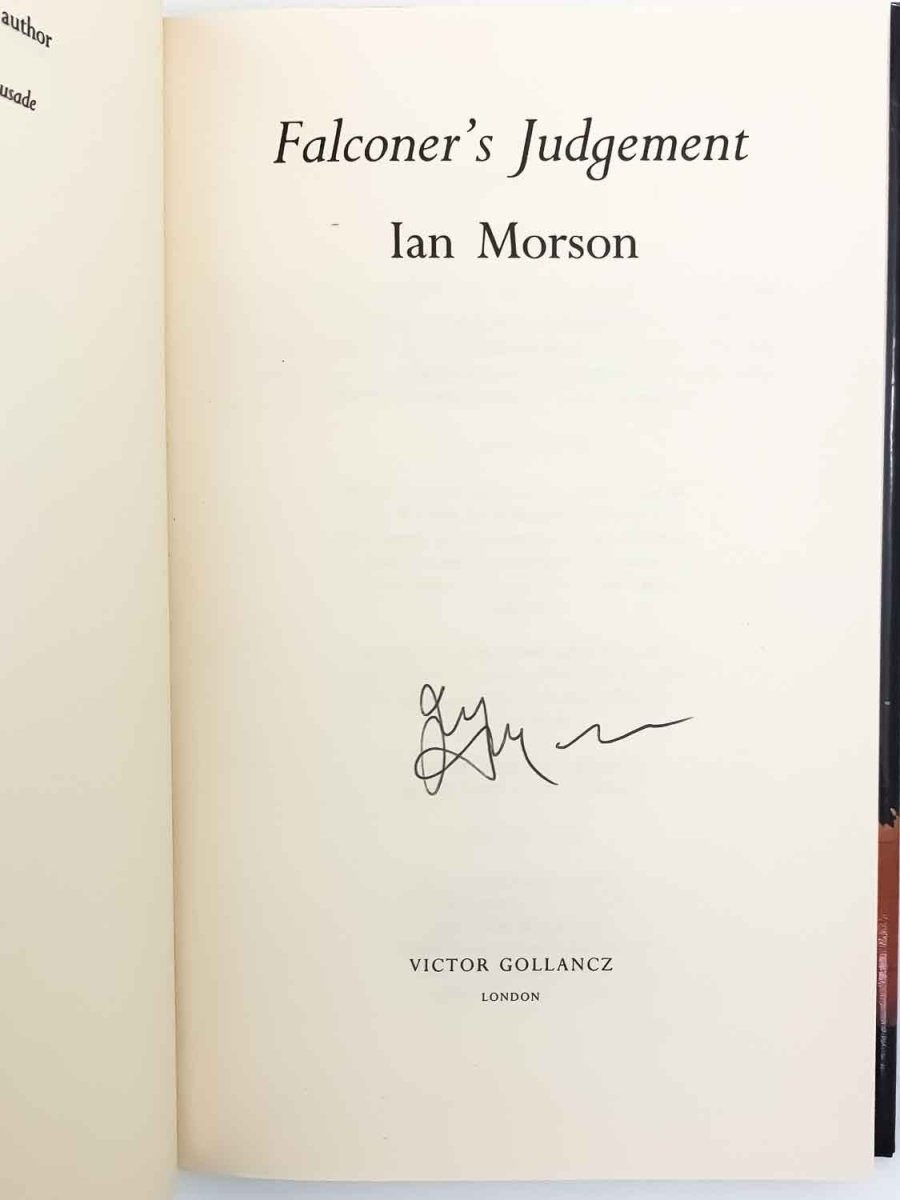 author
usade
Falconer's Judgement
Ian Morson
VICTOR GOLLANCZ
LONDON